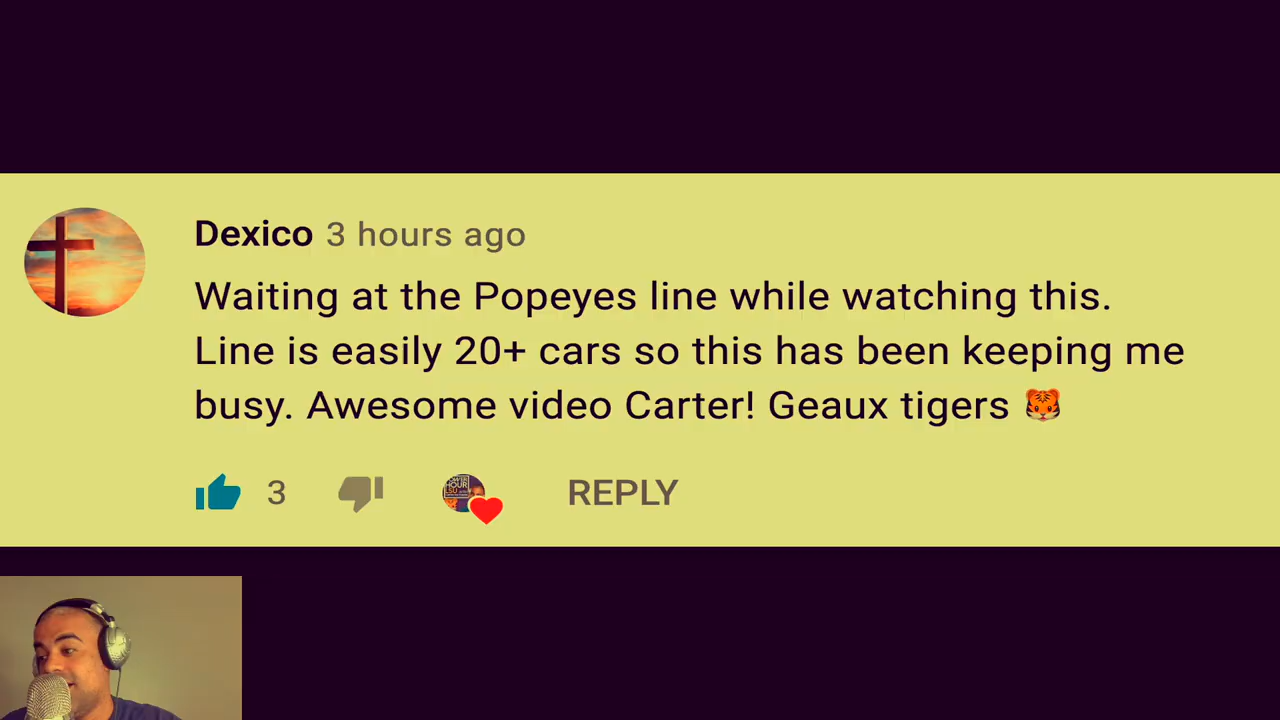 Dexico 3 hours ago
Waiting at the Popeyes line while watching this.
Line is easily 20+ cars so this has been keeping me
busy. Awesome video Carter! Geaux tigers 🐯
3 REPLY